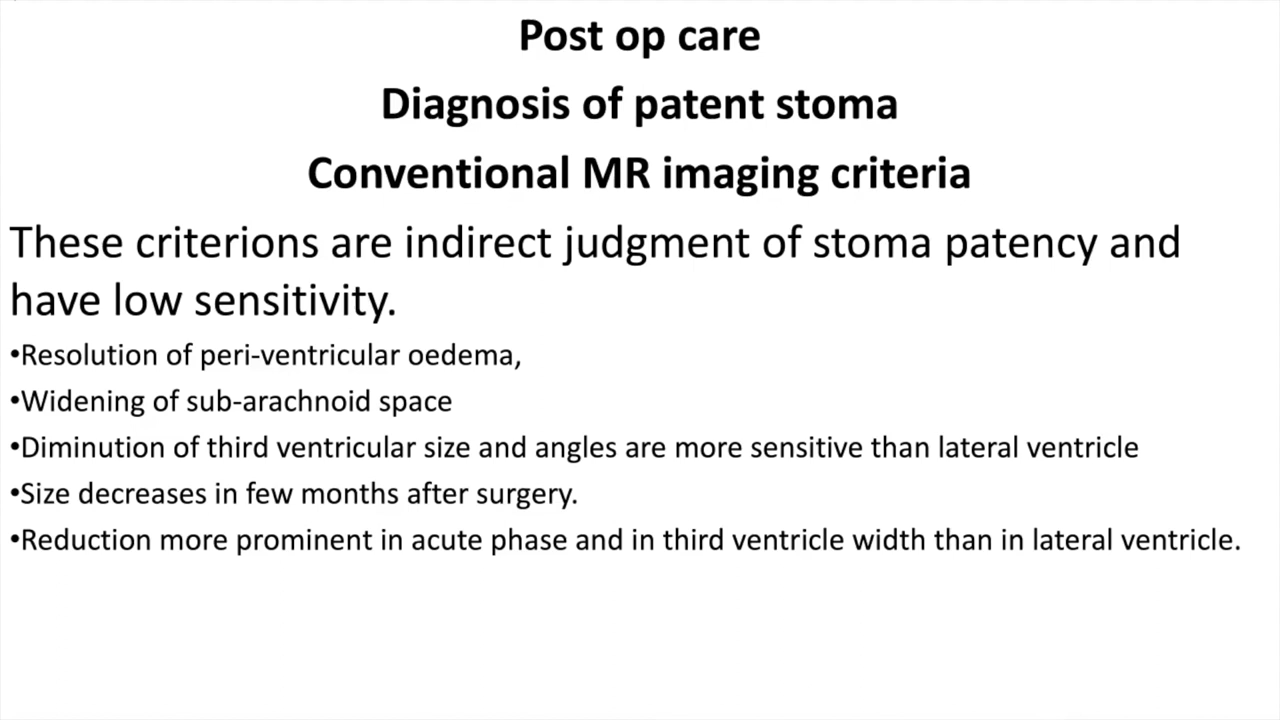 Post op care
Diagnosis of patent stoma
Conventional MR imaging criteria
These criterions are indirect judgment of stoma patency and
have low sensitivity.
•Resolution of peri-ventricular oedema,
•Widening of sub-arachnoid space
•Diminution of third ventricular size and angles are more sensitive than lateral ventricle
•Size decreases in few months after surgery.
•Reduction more prominent in acute phase and in third ventricle width than in lateral ventricle.